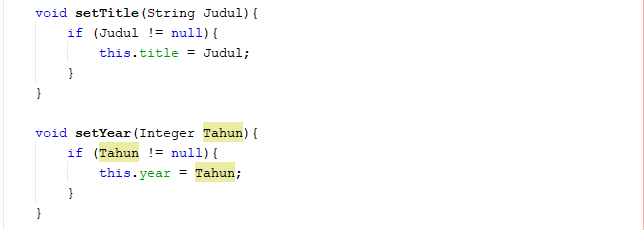 void setTitle(String Judul){
if (Judul != null){
this.title = Judul;
}
}
void setYear(Integer Tahun){
if (Tahun != null){
this.year = Tahun;
}
}